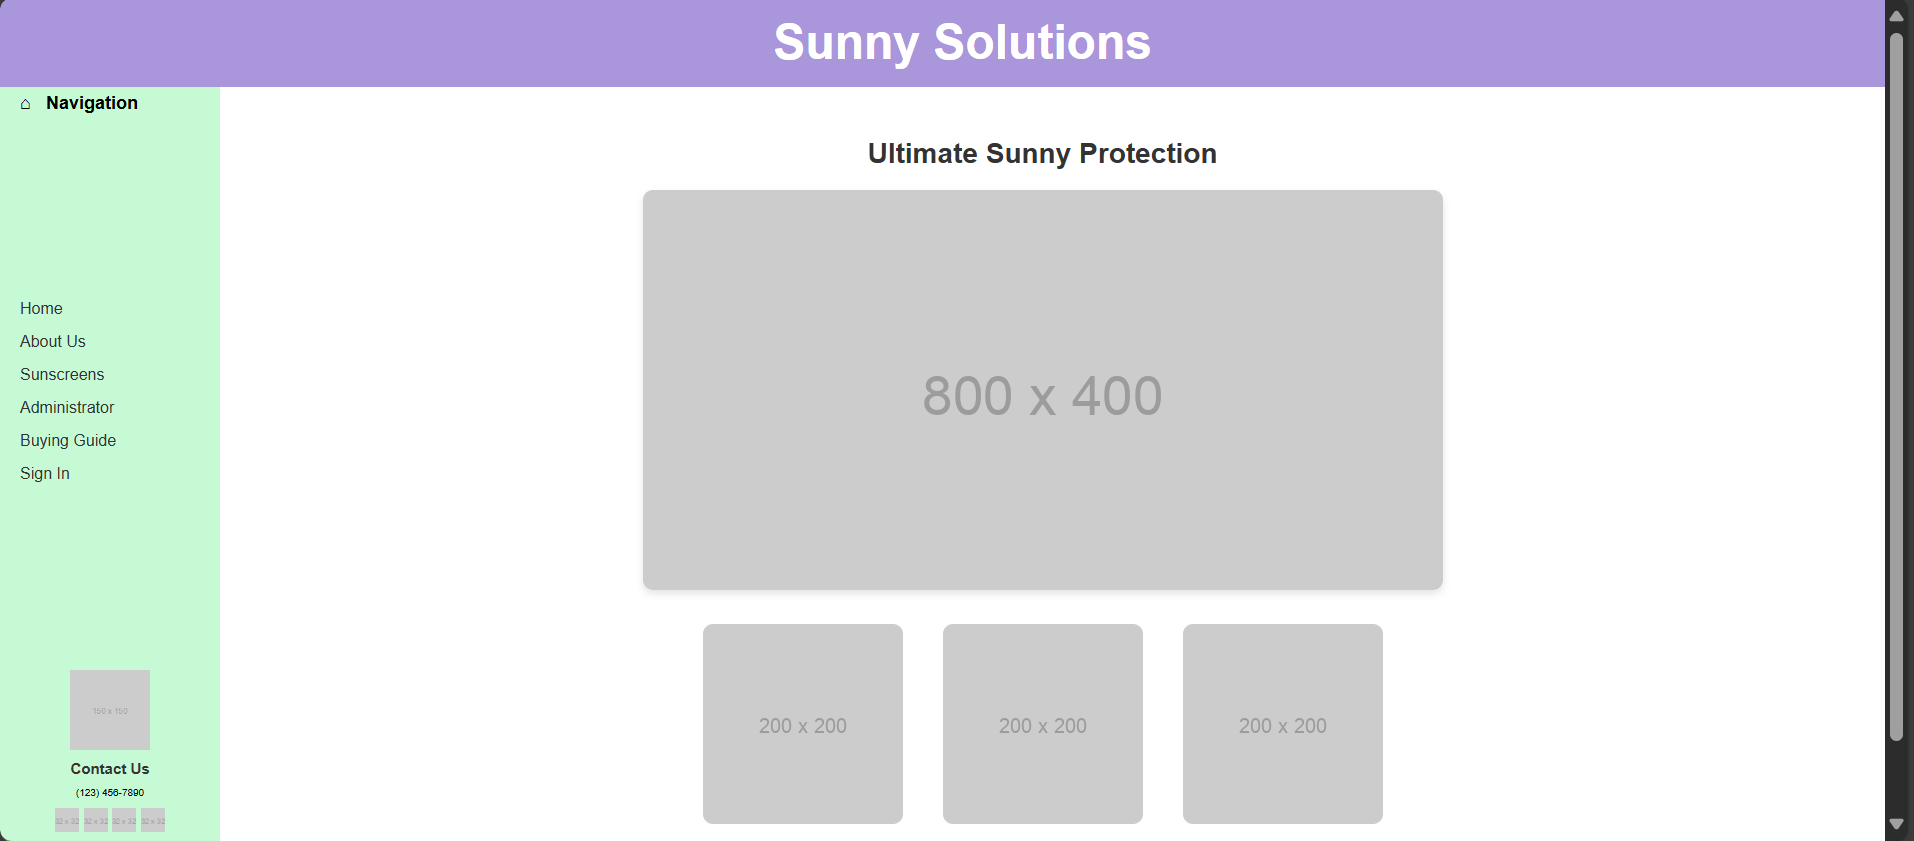 Sunny Solutions
⌂ Navigation
Home
About Us
Sunscreens
Administrator
Buying Guide
Sign In
150 x 150
Contact Us
(123) 456-7890
32 x 32 32 x 32 32 x 32 32 x 32
Ultimate Sunny Protection
800 x 400
200 x 200 200 x 200 200 x 200